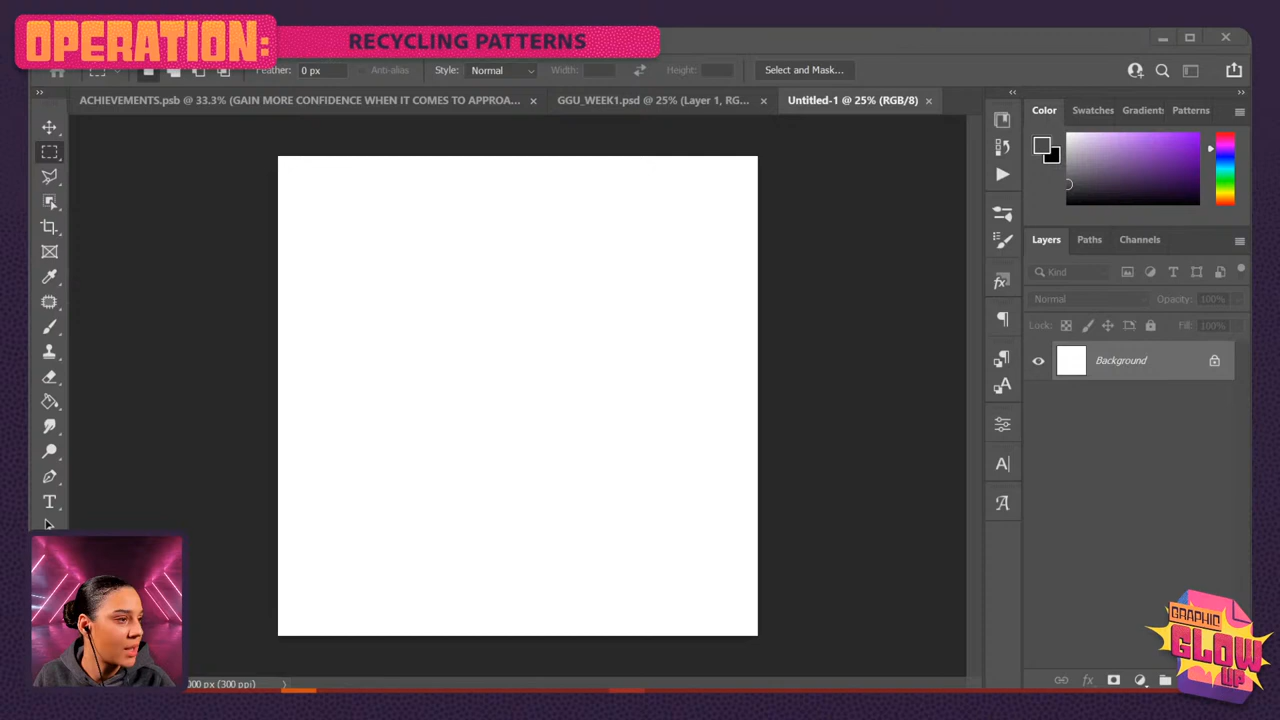 OPERATION:
RECYCLING PATTERNS
Feather: 0 px
Anti-alias
Style: Normal
Width:
Height:
Select and Mask...
ACHIEVEMENTS.psb @ 33.3% (GAIN MORE CONFIDENCE WHEN IT COMES TO APPROA...
GGU_WEEK1.psd @ 25% (Layer 1, RG...
Untitled-1 @ 25% (RGB/8)
Color
Swatches
Gradient
Patterns
Layers
Paths
Channels
Kind
Normal
Opacity: 100%
Lock:
Fill: 100%
Background
000 px (300 ppi)
GRAPHIC
GLOW
UP